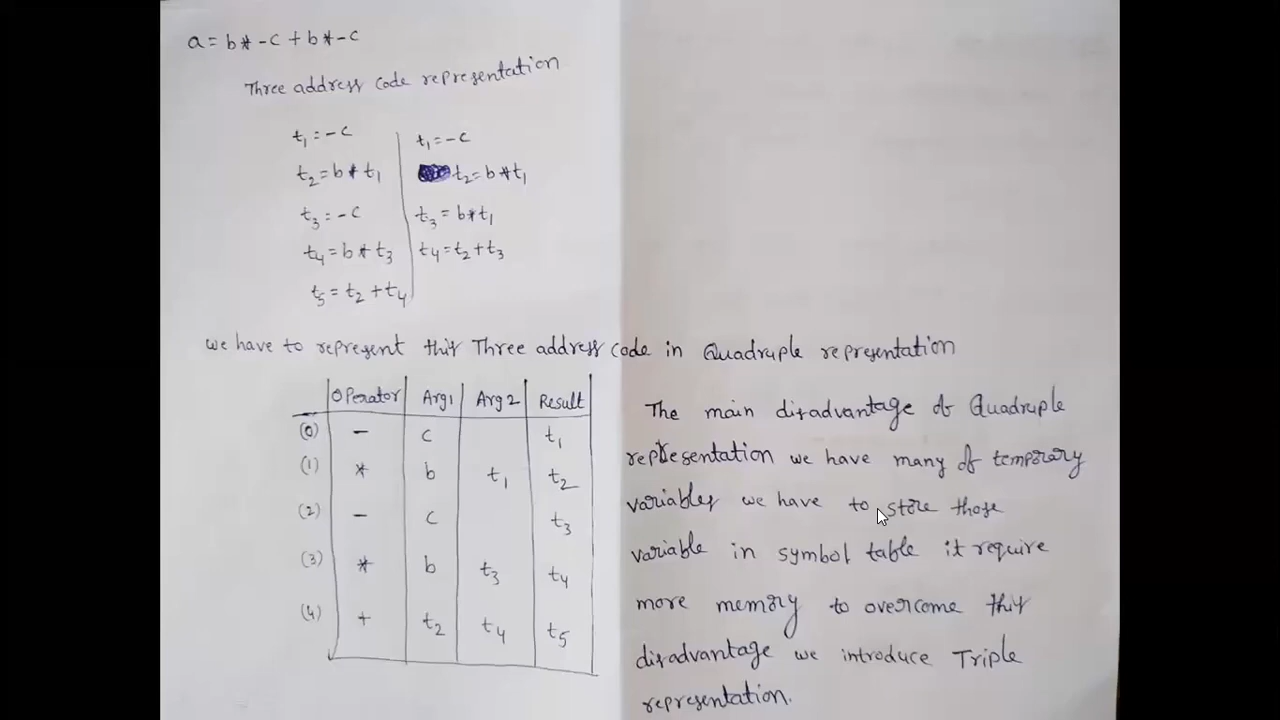 a = b * -c + b * -c
Three address code representation
t1 = -c
t2 = b * t1
t3 = -c
t4 = b * t3
t5 = t2 + t4
t1 = -c
t2 = b * t1
t3 = b * t1
t4 = t2 + t3
we have to represent this Three address code in Quadruple representation
Operator Arg1 Arg2 Result
(0) - c t1
(1) * b t1 t2
(2) - c t3
(3) * b t3 t4
(4) + t2 t4 t5
The main disadvantage of Quadruple
representation we have many of temporary
variables we have to store those
variable in symbol table it require
more memory to overcome this
disadvantage we introduce Triple
representation.